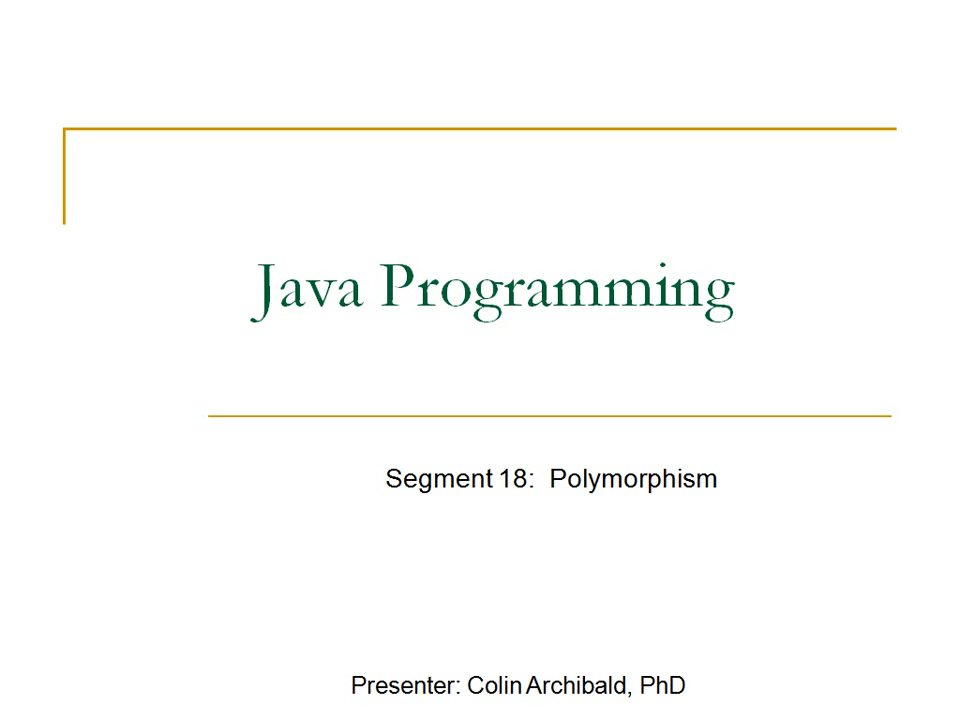 Java Programming
Segment 18: Polymorphism
Presenter: Colin Archibald, PhD